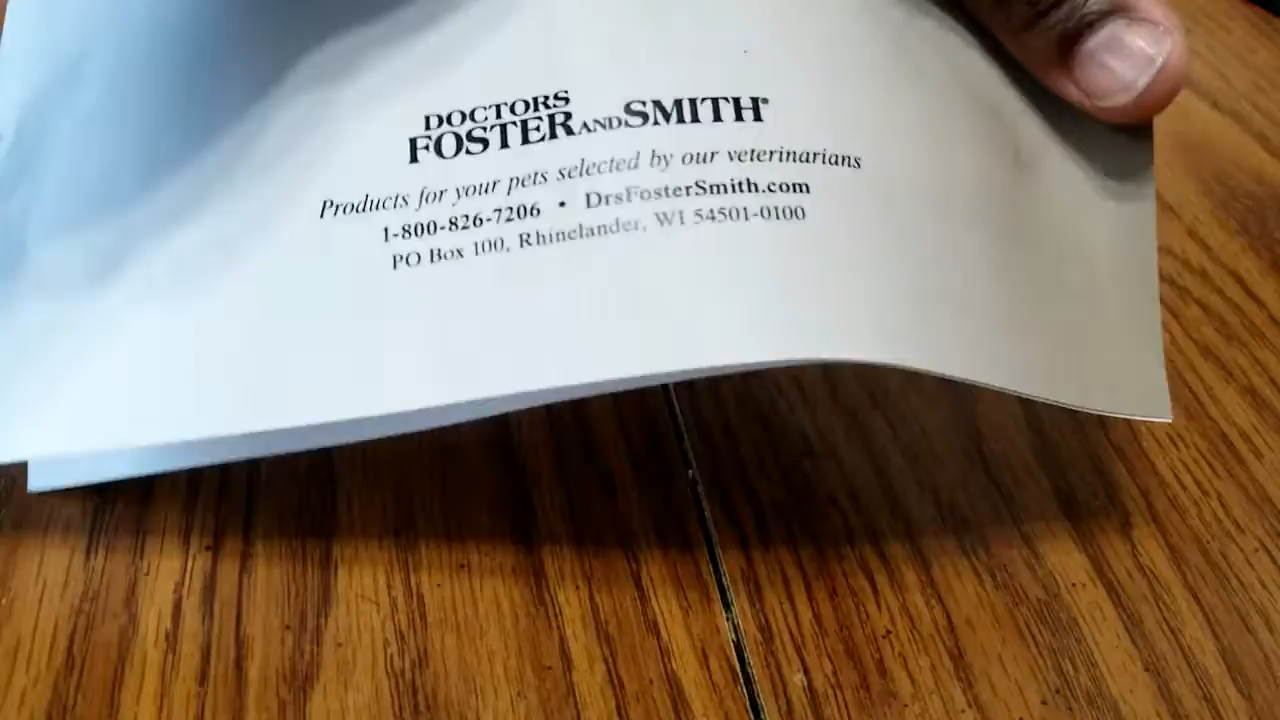 DOCTORS
FOSTER AND SMITH®
Products for your pets selected by our veterinarians
1-800-826-7206 • DrsFosterSmith.com
PO Box 100, Rhinelander, WI 54501-0100